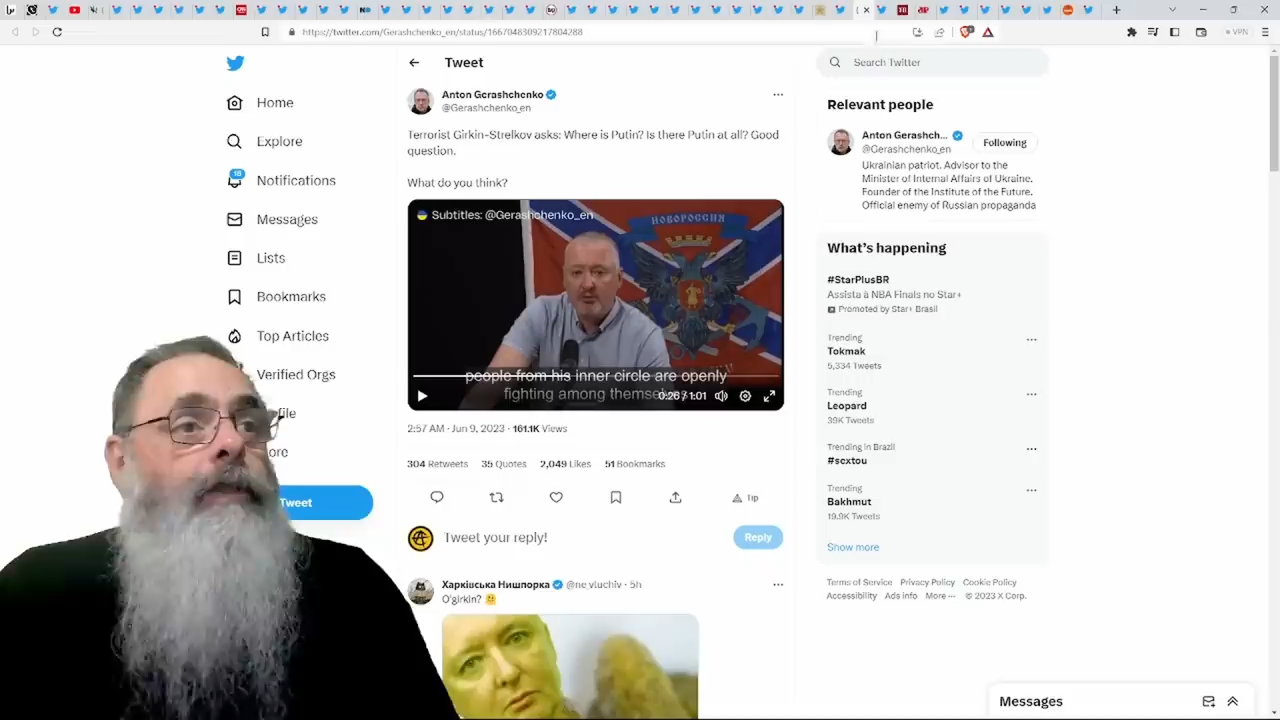 https://twitter.com/Gerashchenko_en/status/1667048309217804288
VPN
Home
Explore
18
Notifications
Messages
Lists
Bookmarks
Top Articles
Verified Orgs
Tweet
Tweet
Anton Gerashchenko
@Gerashchenko_en
Terrorist Girkin-Strelkov asks: Where is Putin? Is there Putin at all? Good
question.
What do you think?
Subtitles: @Gerashchenko_en
НОВОРОССИЯ
people from his inner circle are openly
fighting among themselves
0:26 / 1:01
2:57 AM · Jun 9, 2023 · 161.1K Views
304 Retweets 35 Quotes 2,049 Likes 51 Bookmarks
Tip
Tweet your reply!
Reply
Харківська Нишпорка @ne_vluchiv · 5h
O'girkin?
Search Twitter
Relevant people
Anton Gerashch...
@Gerashchenko_en
Following
Ukrainian patriot. Advisor to the
Minister of Internal Affairs of Ukraine.
Founder of the Institute of the Future.
Official enemy of Russian propaganda
What's happening
#StarPlusBR
Assista à NBA Finals no Star+
Promoted by Star+ Brasil
Trending
Tokmak
5,334 Tweets
Trending
Leopard
39K Tweets
Trending in Brazil
#sextou
Trending
Bakhmut
19.9K Tweets
Show more
Terms of Service Privacy Policy Cookie Policy
Accessibility Ads info More ··· © 2023 X Corp.
Messages